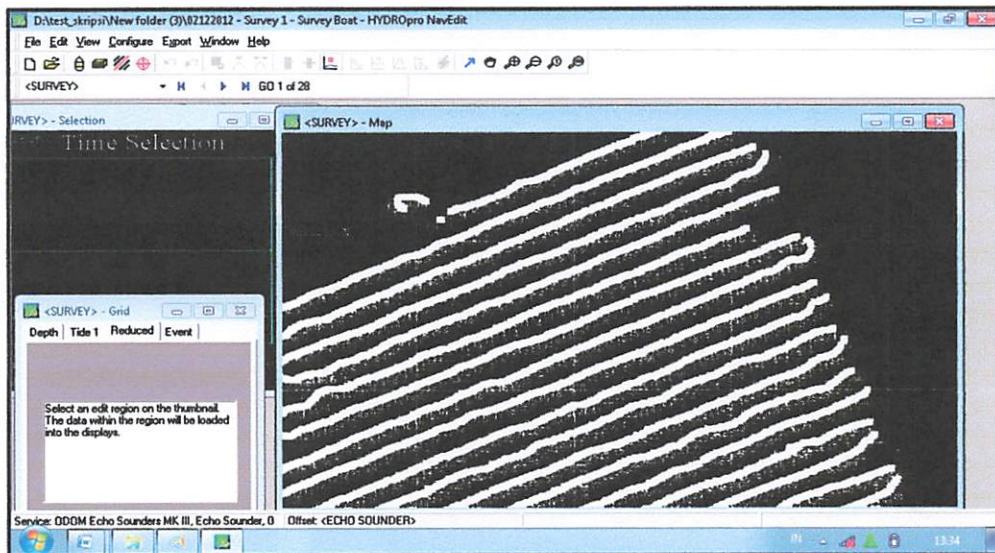 D:\test_skripsi\New folder (3)\02122812 - Survey 1 - Survey Boat - HYDROpro NavEdit
File Edit View Configure Export Window Help
<SURVEY> GO 1 of 28
RVEY> - Selection
<SURVEY> - Map
Time Selection
<SURVEY> - Grid
Depth Tide 1 Reduced Event
Select an edit region on the thumbnail.
The data within the region will be loaded
into the displays.
Service: ODOM Echo Sounders MK III, Echo Sounder, 0 Offset: <ECHO SOUNDER>
IN 13:34